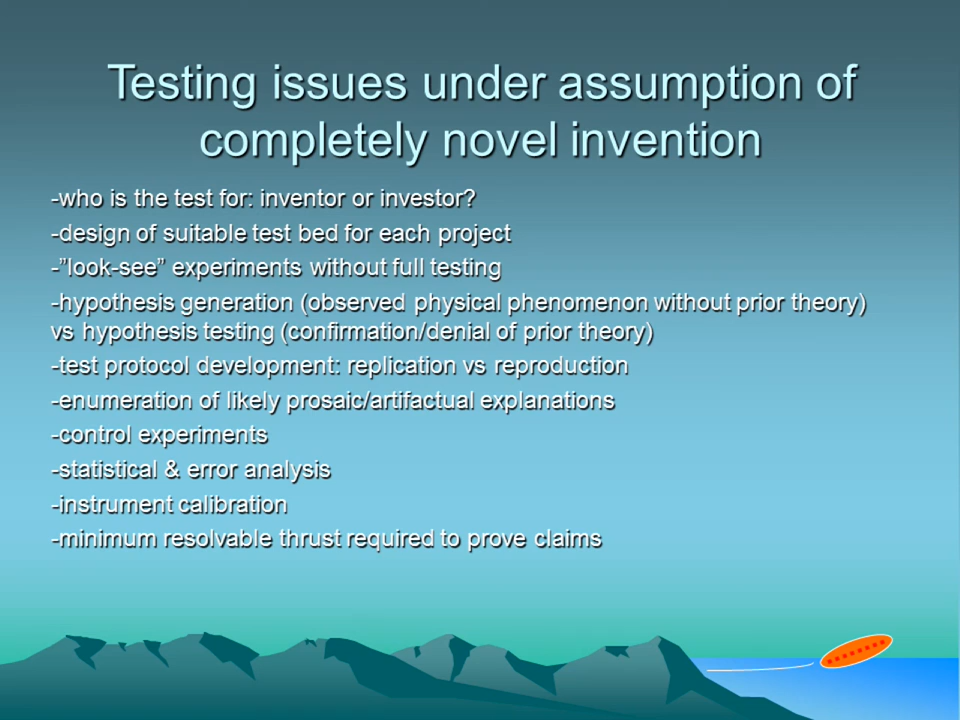 Testing issues under assumption of
completely novel invention
-who is the test for: inventor or investor?
-design of suitable test bed for each project
-”look-see” experiments without full testing
-hypothesis generation (observed physical phenomenon without prior theory)
vs hypothesis testing (confirmation/denial of prior theory)
-test protocol development: replication vs reproduction
-enumeration of likely prosaic/artifactual explanations
-control experiments
-statistical & error analysis
-instrument calibration
-minimum resolvable thrust required to prove claims